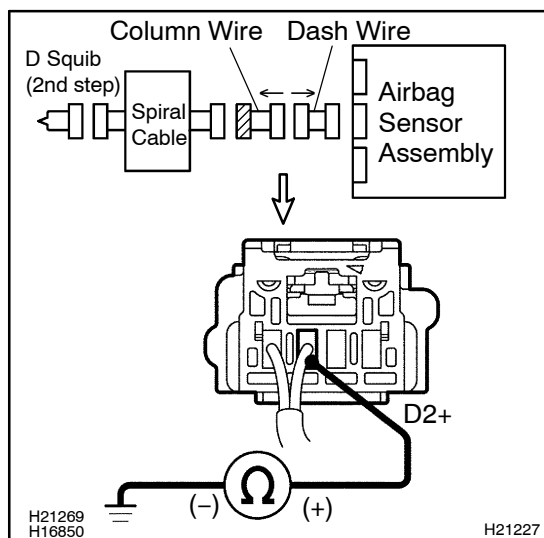 Column Wire Dash Wire
D Squib
(2nd step)
Spiral
Cable
Airbag
Sensor
Assembly
D2+
(−) Ω (+)
H21269
H16850
H21227